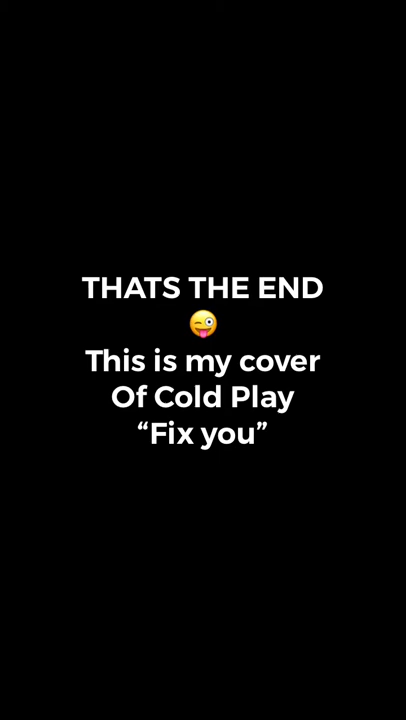 THATS THE END
😜
This is my cover
Of Cold Play
“Fix you”